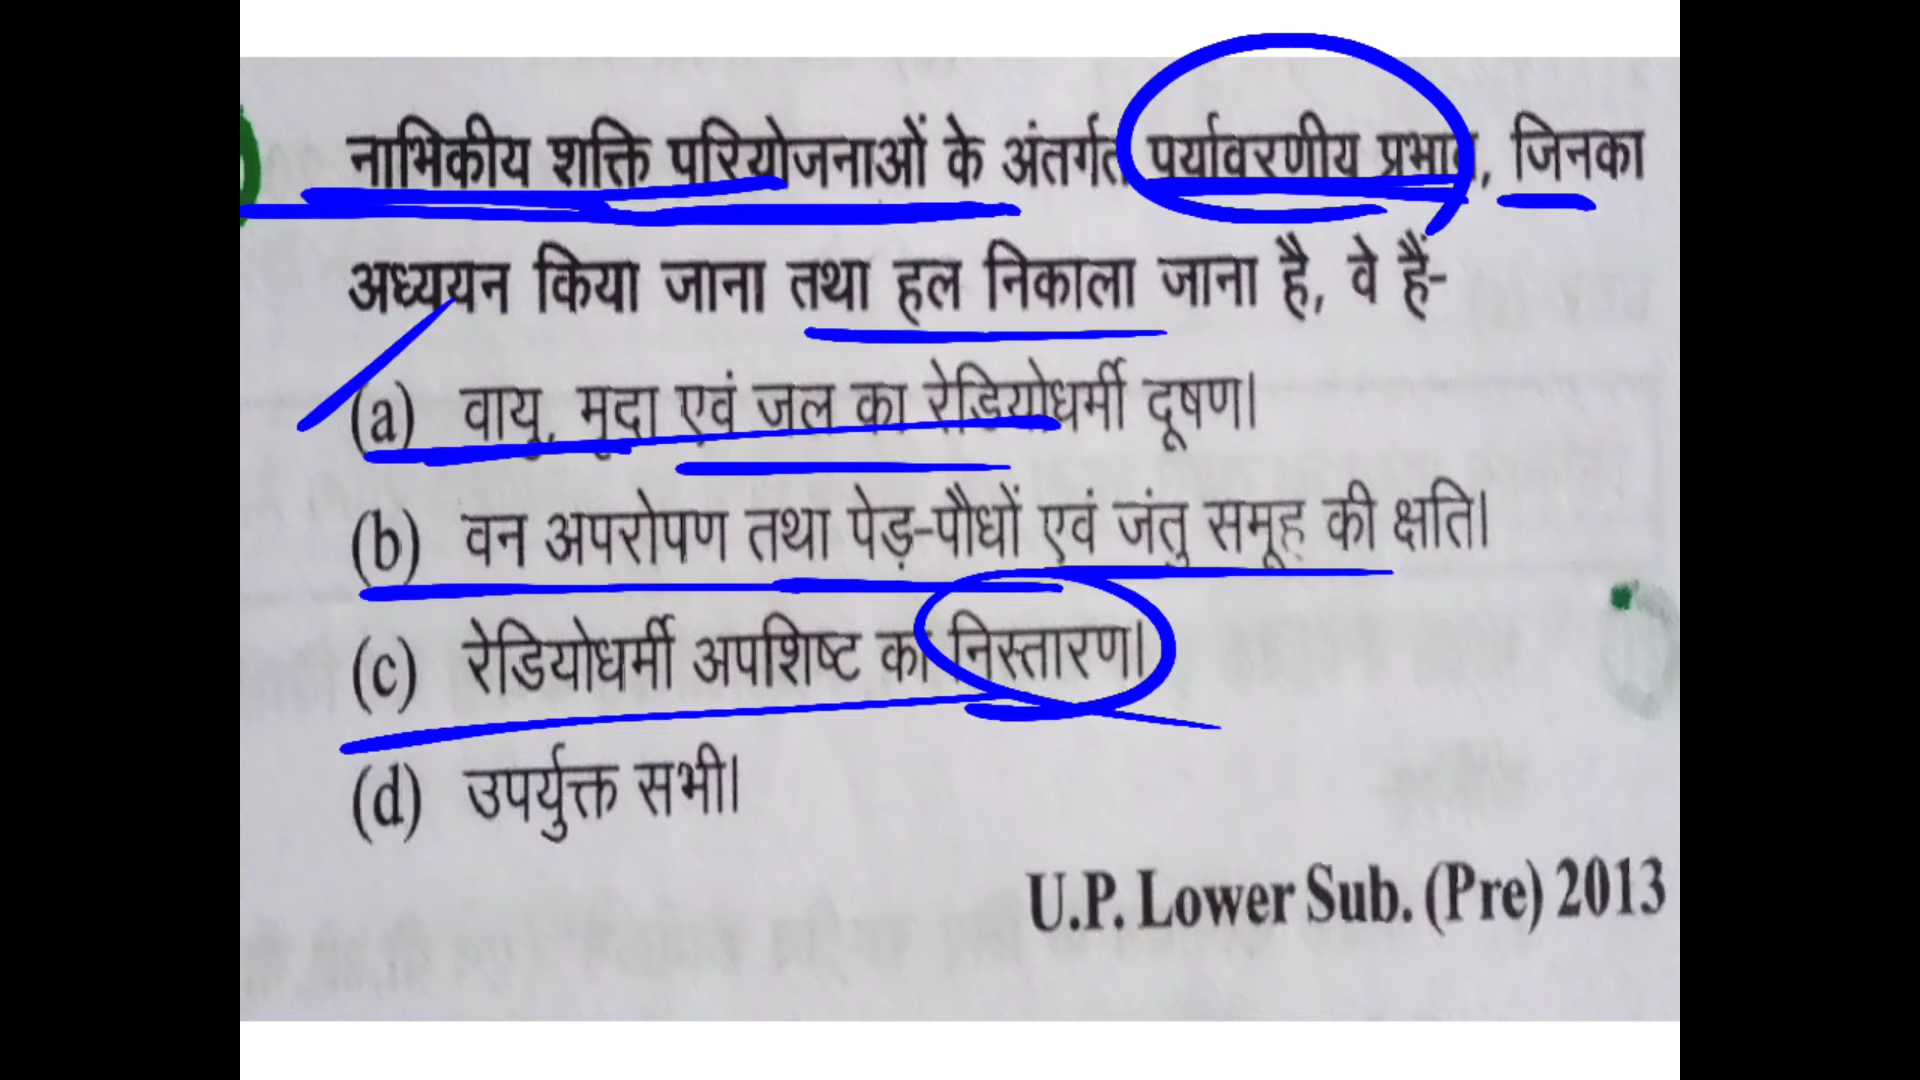 नाभिकीय शक्ति परियोजनाओं के अंतर्गत पर्यावरणीय प्रभाव, जिनका
अध्ययन किया जाना तथा हल निकाला जाना है, वे हैं-
(a) वायु, मृदा एवं जल का रेडियोधर्मी दूषण।
(b) वन अपरोपण तथा पेड़-पौधों एवं जंतु समूह की क्षति।
(c) रेडियोधर्मी अपशिष्ट का निस्तारण।
(d) उपर्युक्त सभी।
U.P. Lower Sub. (Pre) 2013